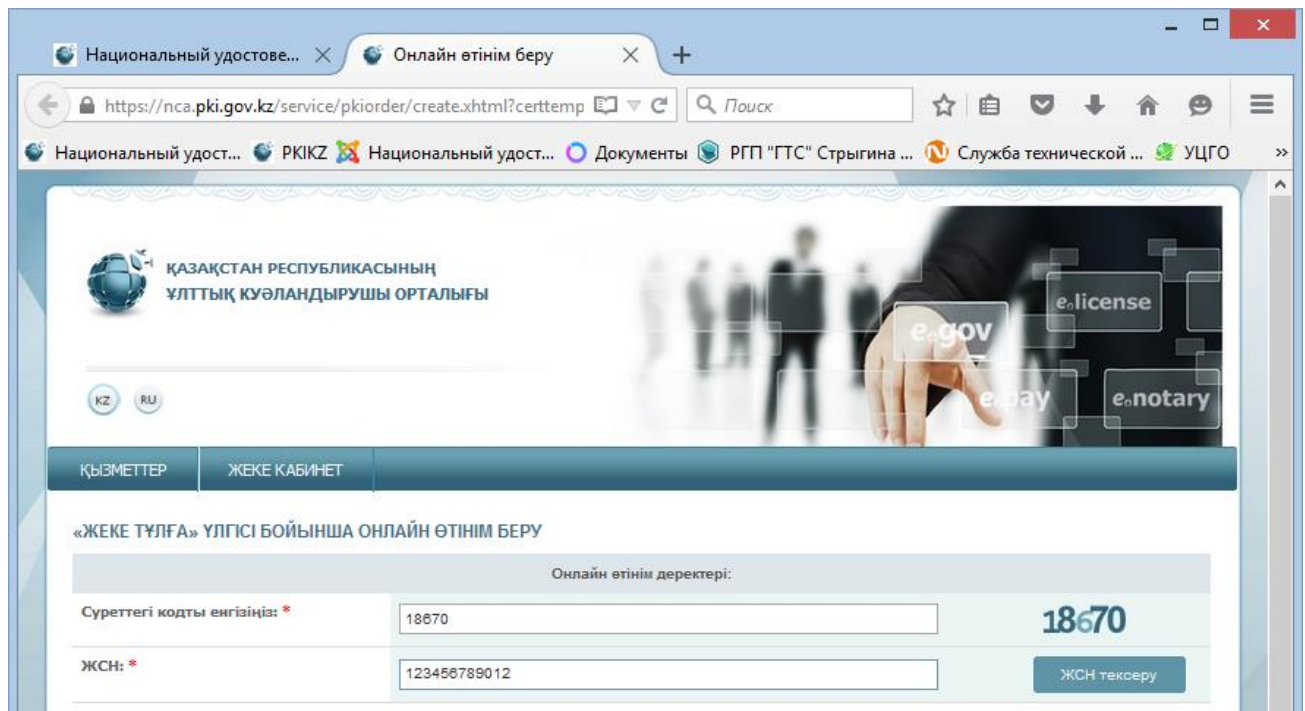 Национальный удостове...
Онлайн өтінім беру
https://nca.pki.gov.kz/service/pkiorder/create.xhtml?certtemp
Поиск
Национальный удост... PKIKZ Национальный удост... Документы РГП "ГТС" Стрыгина ... Служба технической ... УЦГО »
ҚАЗАҚСТАН РЕСПУБЛИКАСЫНЫҢ
ҰЛТТЫҚ КУӘЛАНДЫРУШЫ ОРТАЛЫҒЫ
e.license
e.gov
e.pay
e.notary
KZ RU
ҚЫЗМЕТТЕР ЖЕКЕ КАБИНЕТ
«ЖЕКЕ ТҰЛҒА» ҮЛГІСІ БОЙЫНША ОНЛАЙН ӨТІНІМ БЕРУ
Онлайн өтінім деректері:
Суреттегі кодты енгізіңіз: * 18670 18670
ЖСН: * 123456789012 ЖСН тексеру